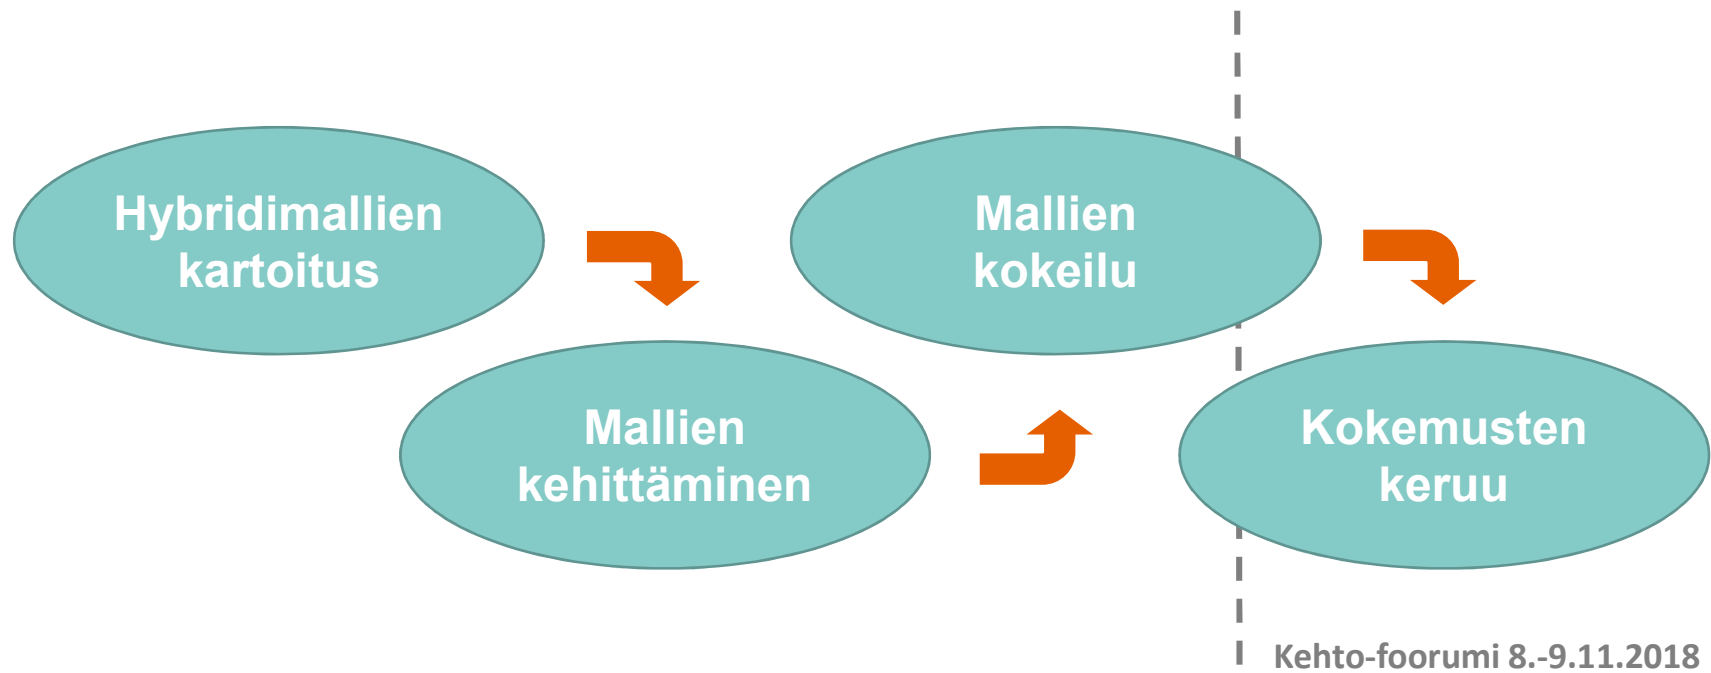 Hybridimallien
kartoitus
Mallien
kehittäminen
Mallien
kokeilu
Kokemusten
keruu
Kehto-foorumi 8.-9.11.2018